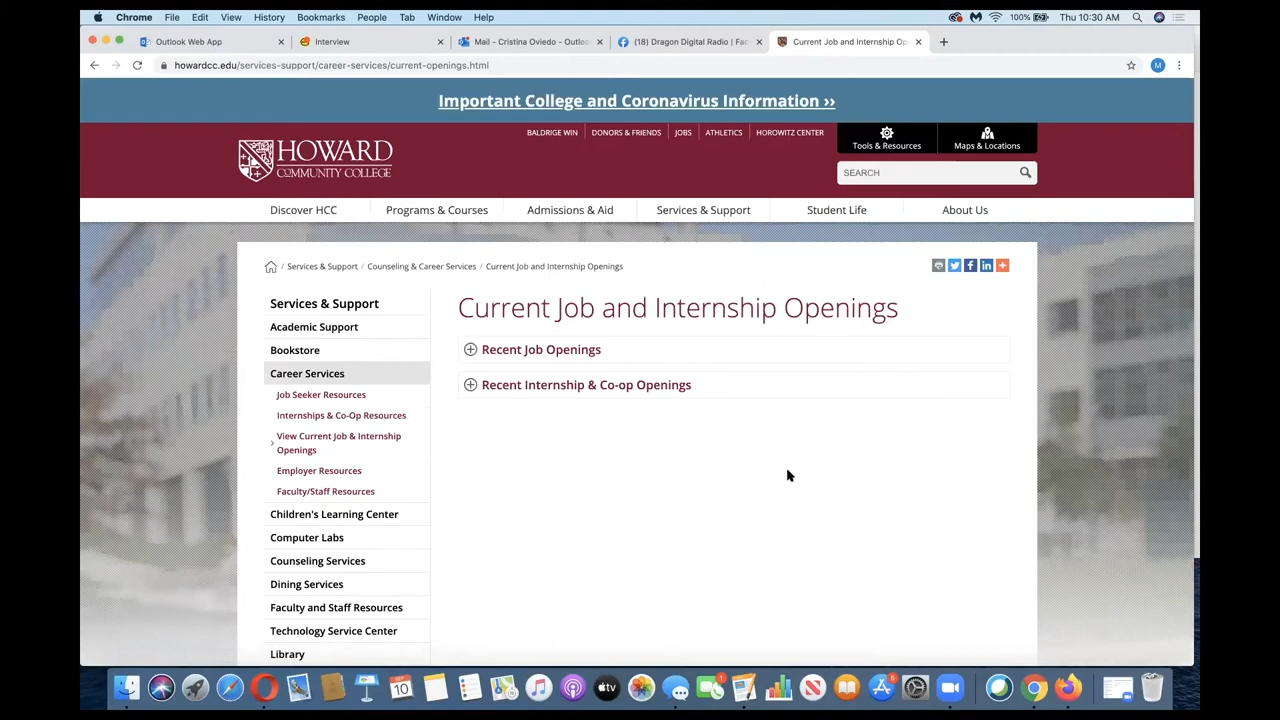 Chrome File Edit View History Bookmarks People Tab Window Help 100% Thu 10:30 AM
Outlook Web App Interview Mail - Cristina Oviedo - Outloo (18) Dragon Digital Radio | Fac Current Job and Internship Op
howardcc.edu/services-support/career-services/current-openings.html M
Important College and Coronavirus Information ››
BALDRIGE WIN DONORS & FRIENDS JOBS ATHLETICS HOROWITZ CENTER
Tools & Resources Maps & Locations
HOWARD
COMMUNITY COLLEGE
SEARCH
Discover HCC Programs & Courses Admissions & Aid Services & Support Student Life About Us
/ Services & Support / Counseling & Career Services / Current Job and Internship Openings
Services & Support
Academic Support
Bookstore
Career Services
Job Seeker Resources
Internships & Co-Op Resources
View Current Job & Internship
Openings
Employer Resources
Faculty/Staff Resources
Children's Learning Center
Computer Labs
Counseling Services
Dining Services
Faculty and Staff Resources
Technology Service Center
Library
Current Job and Internship Openings
Recent Job Openings
Recent Internship & Co-op Openings
10
tv